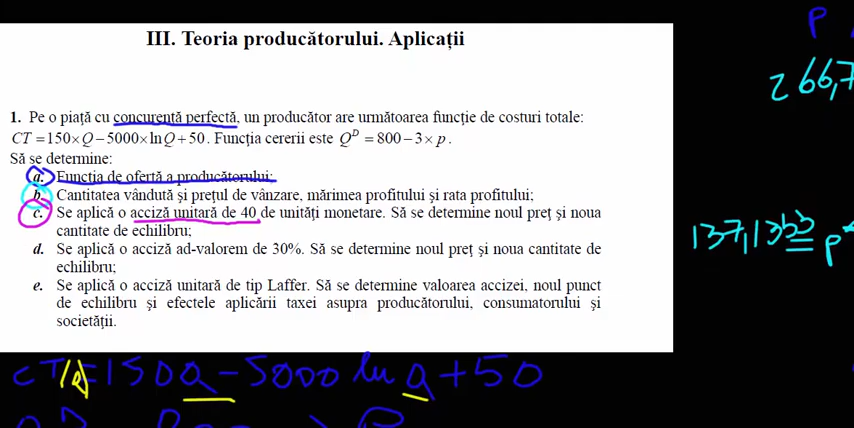 III. Teoria producătorului. Aplicații
1. Pe o piață cu concurență perfectă, un producător are următoarea funcție de costuri totale:
CT = 150×Q − 5000×lnQ + 50. Funcția cererii este Q^D = 800 − 3×p.
Să se determine:
a. Funcția de ofertă a producătorului;
b. Cantitatea vândută și prețul de vânzare, mărimea profitului și rata profitului;
c. Se aplică o acciză unitară de 40 de unități monetare. Să se determine noul preț și noua
cantitate de echilibru;
d. Se aplică o acciză ad-valorem de 30%. Să se determine noul preț și noua cantitate de
echilibru;
e. Se aplică o acciză unitară de tip Laffer. Să se determine valoarea accizei, noul punct
de echilibru și efectele aplicării taxei asupra producătorului, consumatorului și
societății.
p
266,7
p*
CT(Q)=150Q-5000 ln Q+50